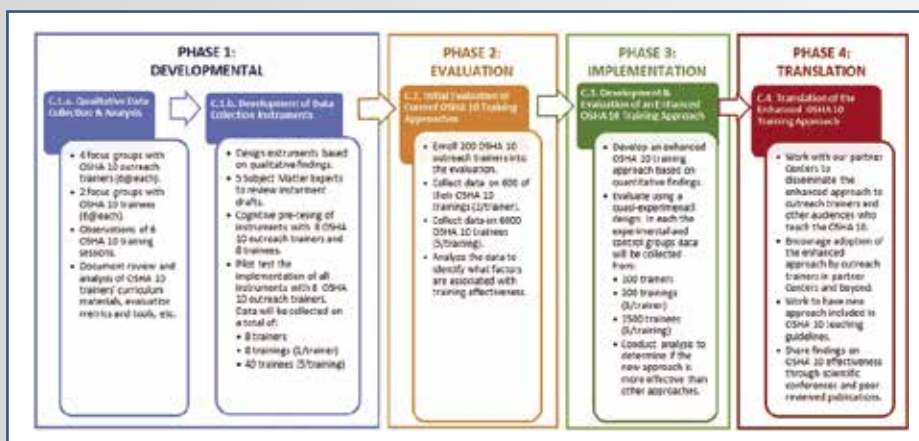 PHASE 1:
DEVELOPMENTAL
C.1.a. Qualitative Data
Collection & Analysis
• 4 focus groups with
OSHA 10 outreach
trainers (6@each).
• 2 focus groups with
OSHA 10 trainees
(6@each).
• Observations of 6
OSHA 10 training
sessions.
• Document review and
analysis of OSHA 10
trainers' curriculum
materials, evaluation
metrics and tools, etc.
C.1.b. Development of Data
Collection Instruments
• Design instruments based
on qualitative findings.
• 5 Subject Matter Experts
to review instrument
drafts.
• Cognitive pre-testing of
instruments with 8 OSHA
10 outreach trainers and
8 trainees.
• Pilot test the
implementation of all
instruments with 8 OSHA
10 outreach trainers.
Data will be collected on
a total of:
• 8 trainers
• 8 trainings (1/trainer)
• 40 trainees (5/training)
PHASE 2:
EVALUATION
C.2. Initial Evaluation of
Current OSHA 10 Training
Approaches
• Enroll 200 OSHA 10
outreach trainers into the
evaluation.
• Collect data on 600 of
their OSHA 10
trainings (3/trainer).
• Collect data on
OSHA 10 trainees
(5/training).
• Analyze the data to
identify what factors
are associated with
training effectiveness.
PHASE 3:
IMPLEMENTATION
C.3. Development &
Evaluation of an Enhanced
OSHA 10 Training Approach
• Develop an enhanced
OSHA 10 training
approach based on
quantitative findings.
• Evaluate using a
quasi-experimental
design. In each the
experimental and
control groups data
will be collected
from:
• 100 trainers
• trainings
• 1500 trainees
(5/training)
• Conduct analysis to
determine if the
new approach is
more effective than
other approaches.
PHASE 4:
TRANSLATION
C.4. Translation of the
Enhanced OSHA 10
Training Approach
• Work with our partner
Centers to
disseminate the
enhanced approach to
outreach trainers and
other audiences who
teach the OSHA 10.
• Encourage adoption of
the enhanced
approach by outreach
trainers in partner
Centers and beyond.
• Work to have new
approach included in
OSHA 10 teaching
guidelines.
• Share findings on
OSHA 10 effectiveness
through scientific
conferences and peer
reviewed publications.